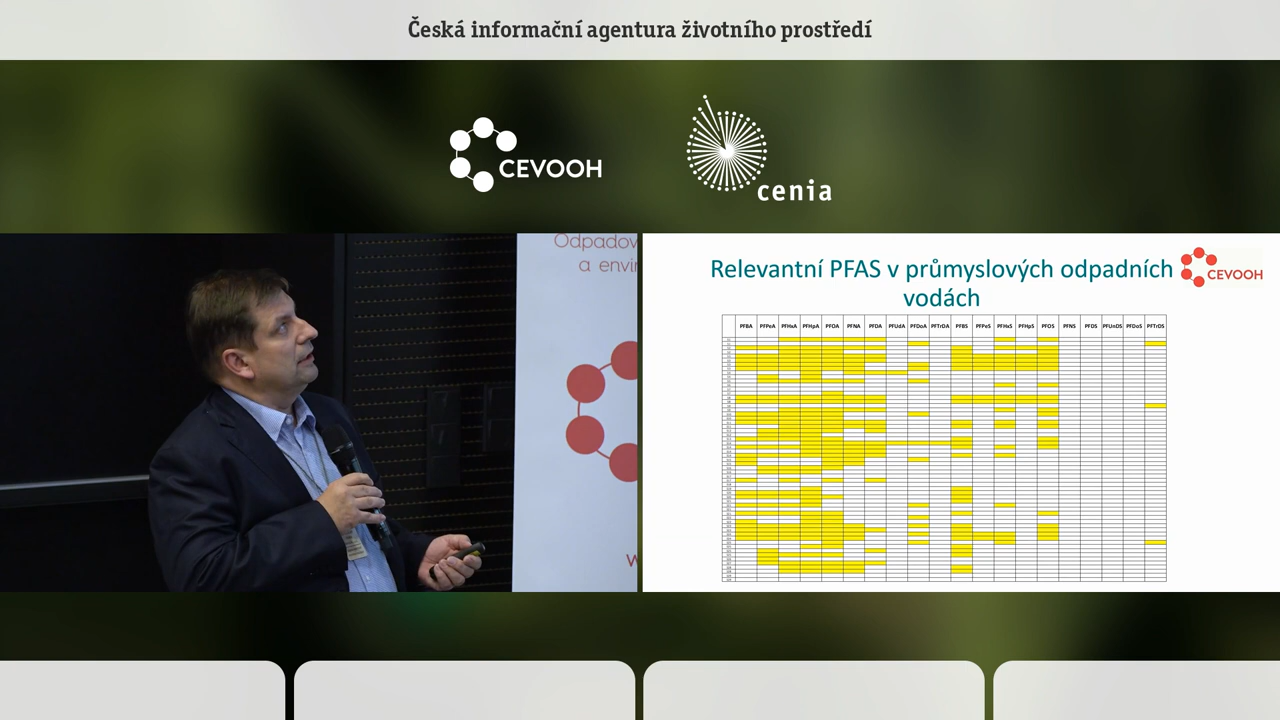 Česká informační agentura životního prostředí
CEVOOH
cenia
Odpadov
a envir
W
Relevantní PFAS v průmyslových odpadních
vodách
CEVOOH
PFBA PFPeA PFHxA PFHpA PFOA PFNA PFDA PFUdA PFDoA PFTrDA PFBS PFPeS PFHxS PFHpS PFOS PFNS PFDS PFUnDS PFDoS PFTrDS